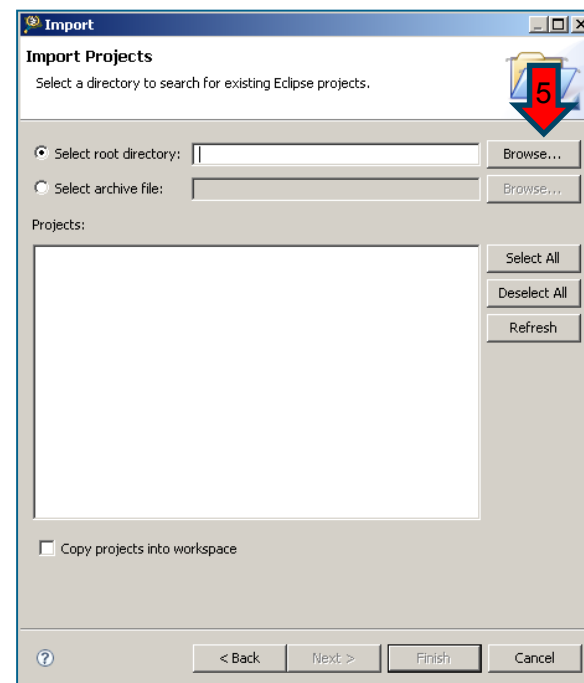 Import
Import Projects
Select a directory to search for existing Eclipse projects.
5
Select root directory:
Browse...
Select archive file:
Browse...
Projects:
Select All
Deselect All
Refresh
Copy projects into workspace
?
< Back
Next >
Finish
Cancel